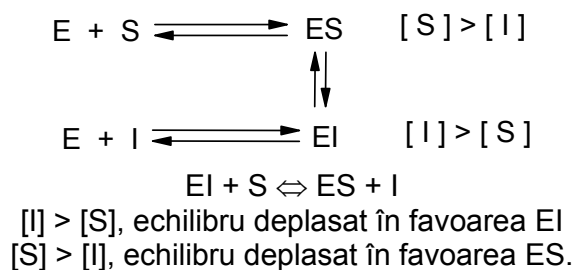 E + S ES [ S ] > [ I ]
E + I EI [ I ] > [ S ]
EI + S ⇔ ES + I
[I] > [S], echilibru deplasat în favoarea EI
[S] > [I], echilibru deplasat în favoarea ES.